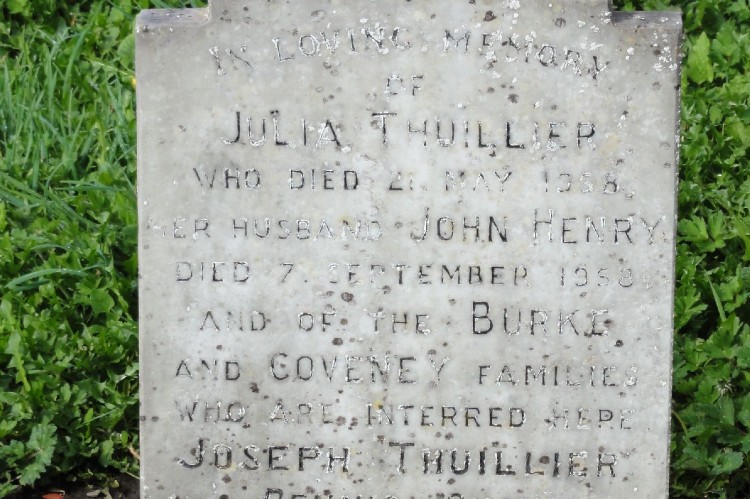 IN LOVING MEMORY
OF
JULIA THUILLIER
WHO DIED 21 MAY 1958,
HER HUSBAND JOHN HENRY
DIED 7. SEPTEMBER 1958.
AND OF THE BURKE
AND COVENEY FAMILIES
WHO ARE INTERRED HERE
JOSEPH THUILLIER